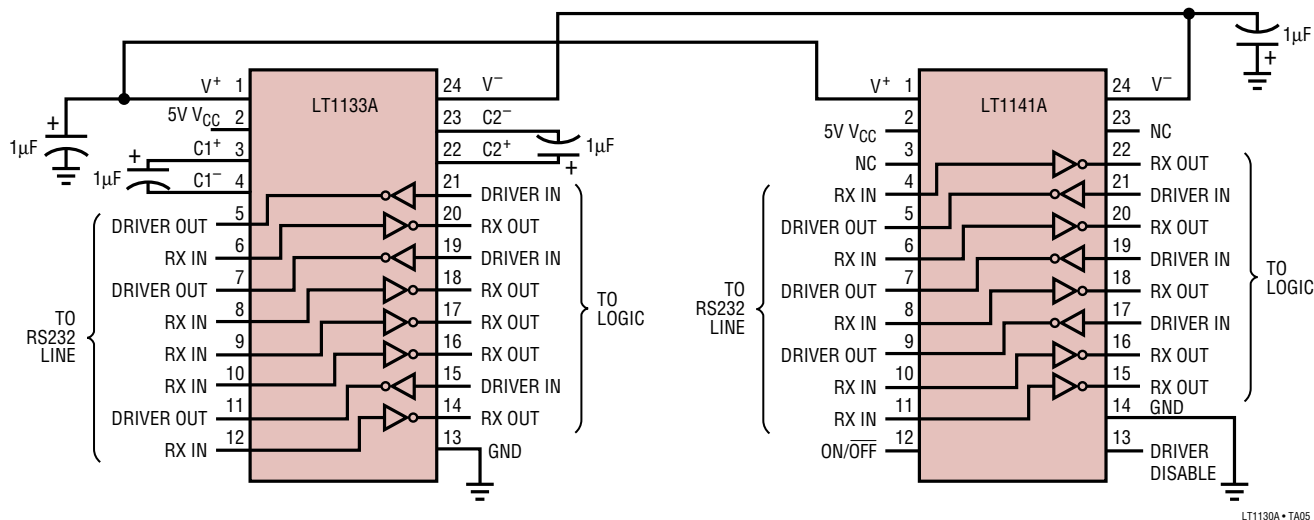 LT1133A
V+ 1
5V VCC 2
C1+ 3
C1− 4
DRIVER OUT 5
RX IN 6
DRIVER OUT 7
RX IN 8
RX IN 9
RX IN 10
DRIVER OUT 11
RX IN 12
24 V−
23 C2−
22 C2+
21 DRIVER IN
20 RX OUT
19 DRIVER IN
18 RX OUT
17 RX OUT
16 RX OUT
15 DRIVER IN
14 RX OUT
13 GND
+
1µF
+
1µF
1µF
+
TO
RS232
LINE
TO
LOGIC
LT1141A
V+ 1
5V VCC 2
NC 3
RX IN 4
DRIVER OUT 5
RX IN 6
DRIVER OUT 7
RX IN 8
DRIVER OUT 9
RX IN 10
RX IN 11
ON/OFF 12
24 V−
23 NC
22 RX OUT
21 DRIVER IN
20 RX OUT
19 DRIVER IN
18 RX OUT
17 DRIVER IN
16 RX OUT
15 RX OUT
14 GND
13 DRIVER
DISABLE
1µF
+
TO
RS232
LINE
TO
LOGIC
LT1130A • TA05